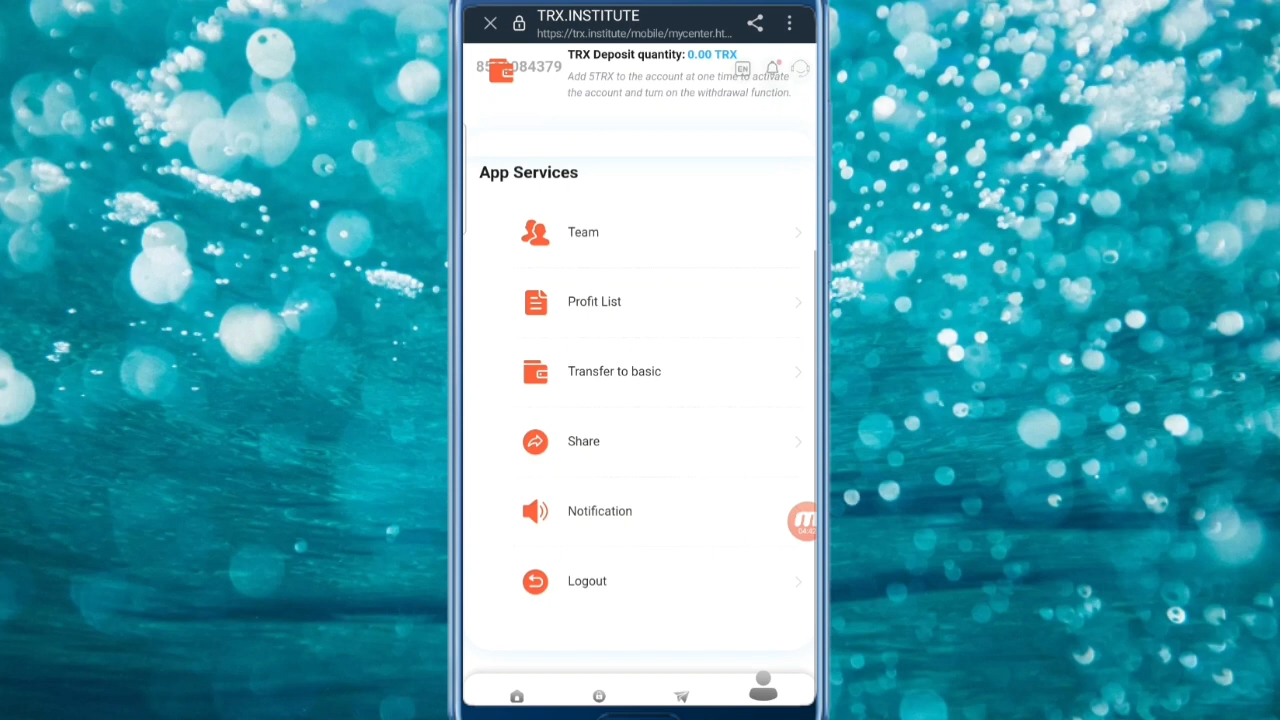 TRX.INSTITUTE
https://trx.institute/mobile/mycenter.ht...
TRX Deposit quantity: 0.00 TRX
EN
Add 5TRX to the account at one time to activate
the account and turn on the withdrawal function.
App Services
Team
Profit List
Transfer to basic
Share
Notification
Logout